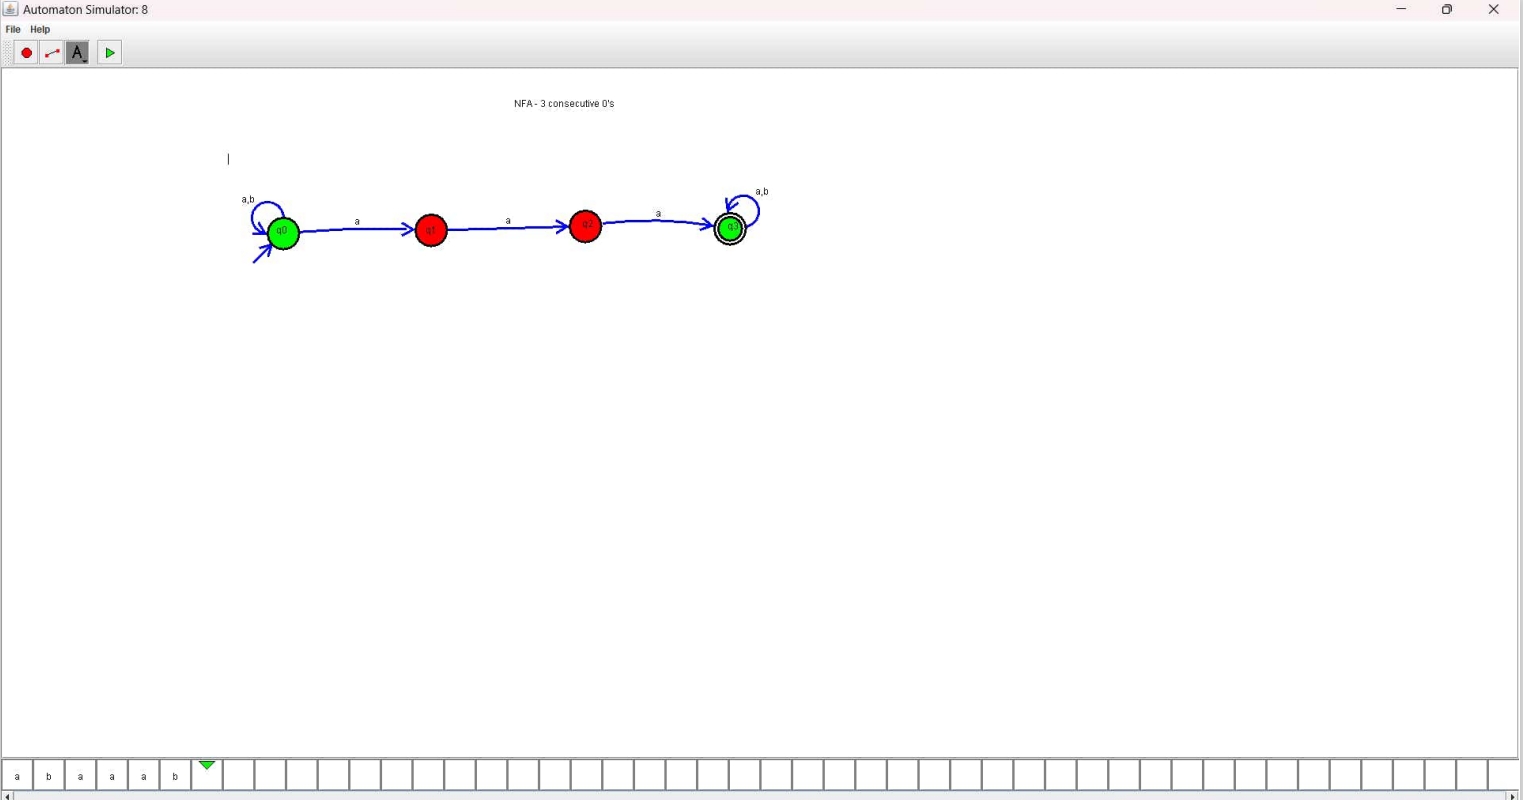 Automaton Simulator: 8
File Help
A
NFA - 3 consecutive 0's
a,b
a
a
a
a,b
q0
q1
q2
q3
a b a a a b